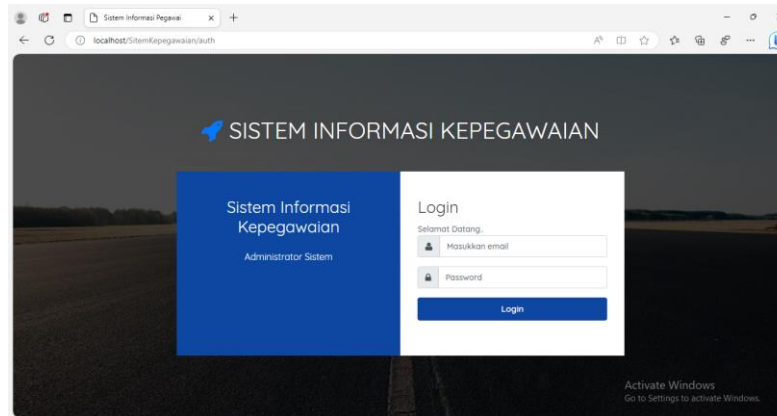 Sistem Informasi Pegawai
localhost/SitemKepegawaian/auth
SISTEM INFORMASI KEPEGAWAIAN
Sistem Informasi
Kepegawaian
Administrator Sistem
Login
Selamat Datang..
Masukkan email
Password
Login
Activate Windows
Go to Settings to activate Windows.